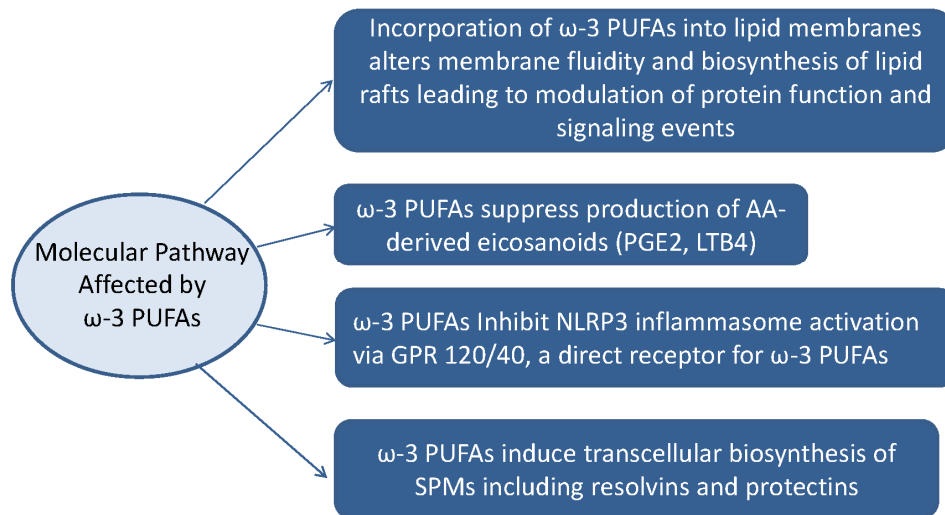 Incorporation of ω-3 PUFAs into lipid membranes
alters membrane fluidity and biosynthesis of lipid
rafts leading to modulation of protein function and
signaling events
ω-3 PUFAs suppress production of AA-
derived eicosanoids (PGE2, LTB4)
Molecular Pathway
Affected by
ω-3 PUFAs
ω-3 PUFAs Inhibit NLRP3 inflammasome activation
via GPR 120/40, a direct receptor for ω-3 PUFAs
ω-3 PUFAs induce transcellular biosynthesis of
SPMs including resolvins and protectins